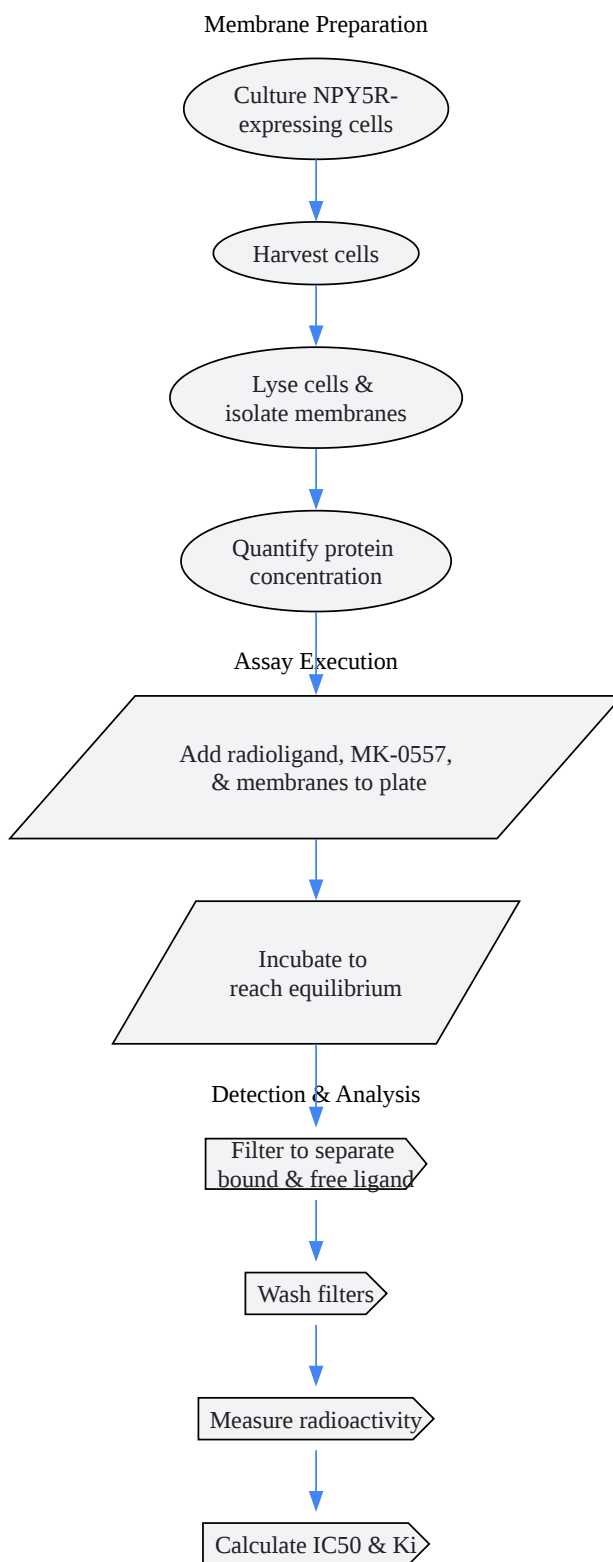 Membrane Preparation
Culture NPY5R-
expressing cells
Harvest cells
Lyse cells &
isolate membranes
Quantify protein
concentration
Assay Execution
Add radioligand, MK-0557,
& membranes to plate
Incubate to
reach equilibrium
Detection & Analysis
Filter to separate
bound & free ligand
Wash filters
Measure radioactivity
Calculate IC50 & Ki